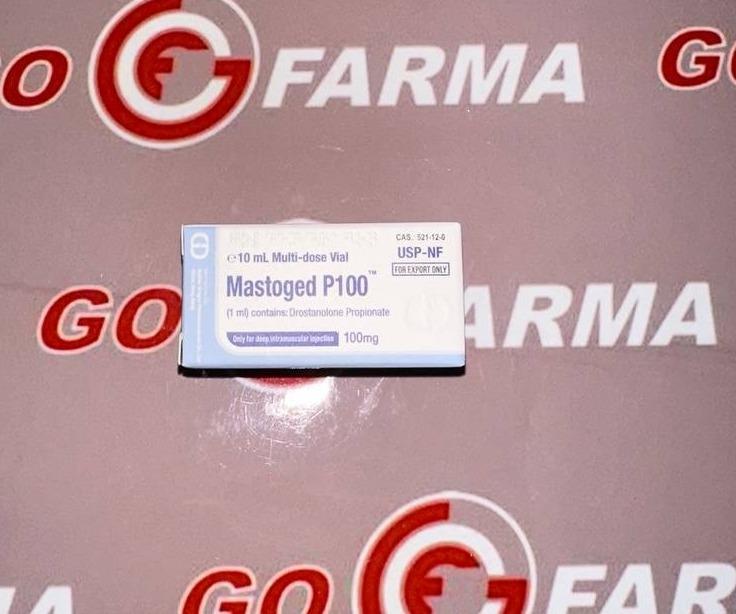 GO FARMA GO
℮10 mL Multi-dose Vial
CAS. 521-12-0
USP-NF
FOR EXPORT ONLY
Mastoged P100™
(1 ml) contains: Drostanolone Propionate
Only for deep intramuscular injection 100mg
GO ARMA
GO FAR